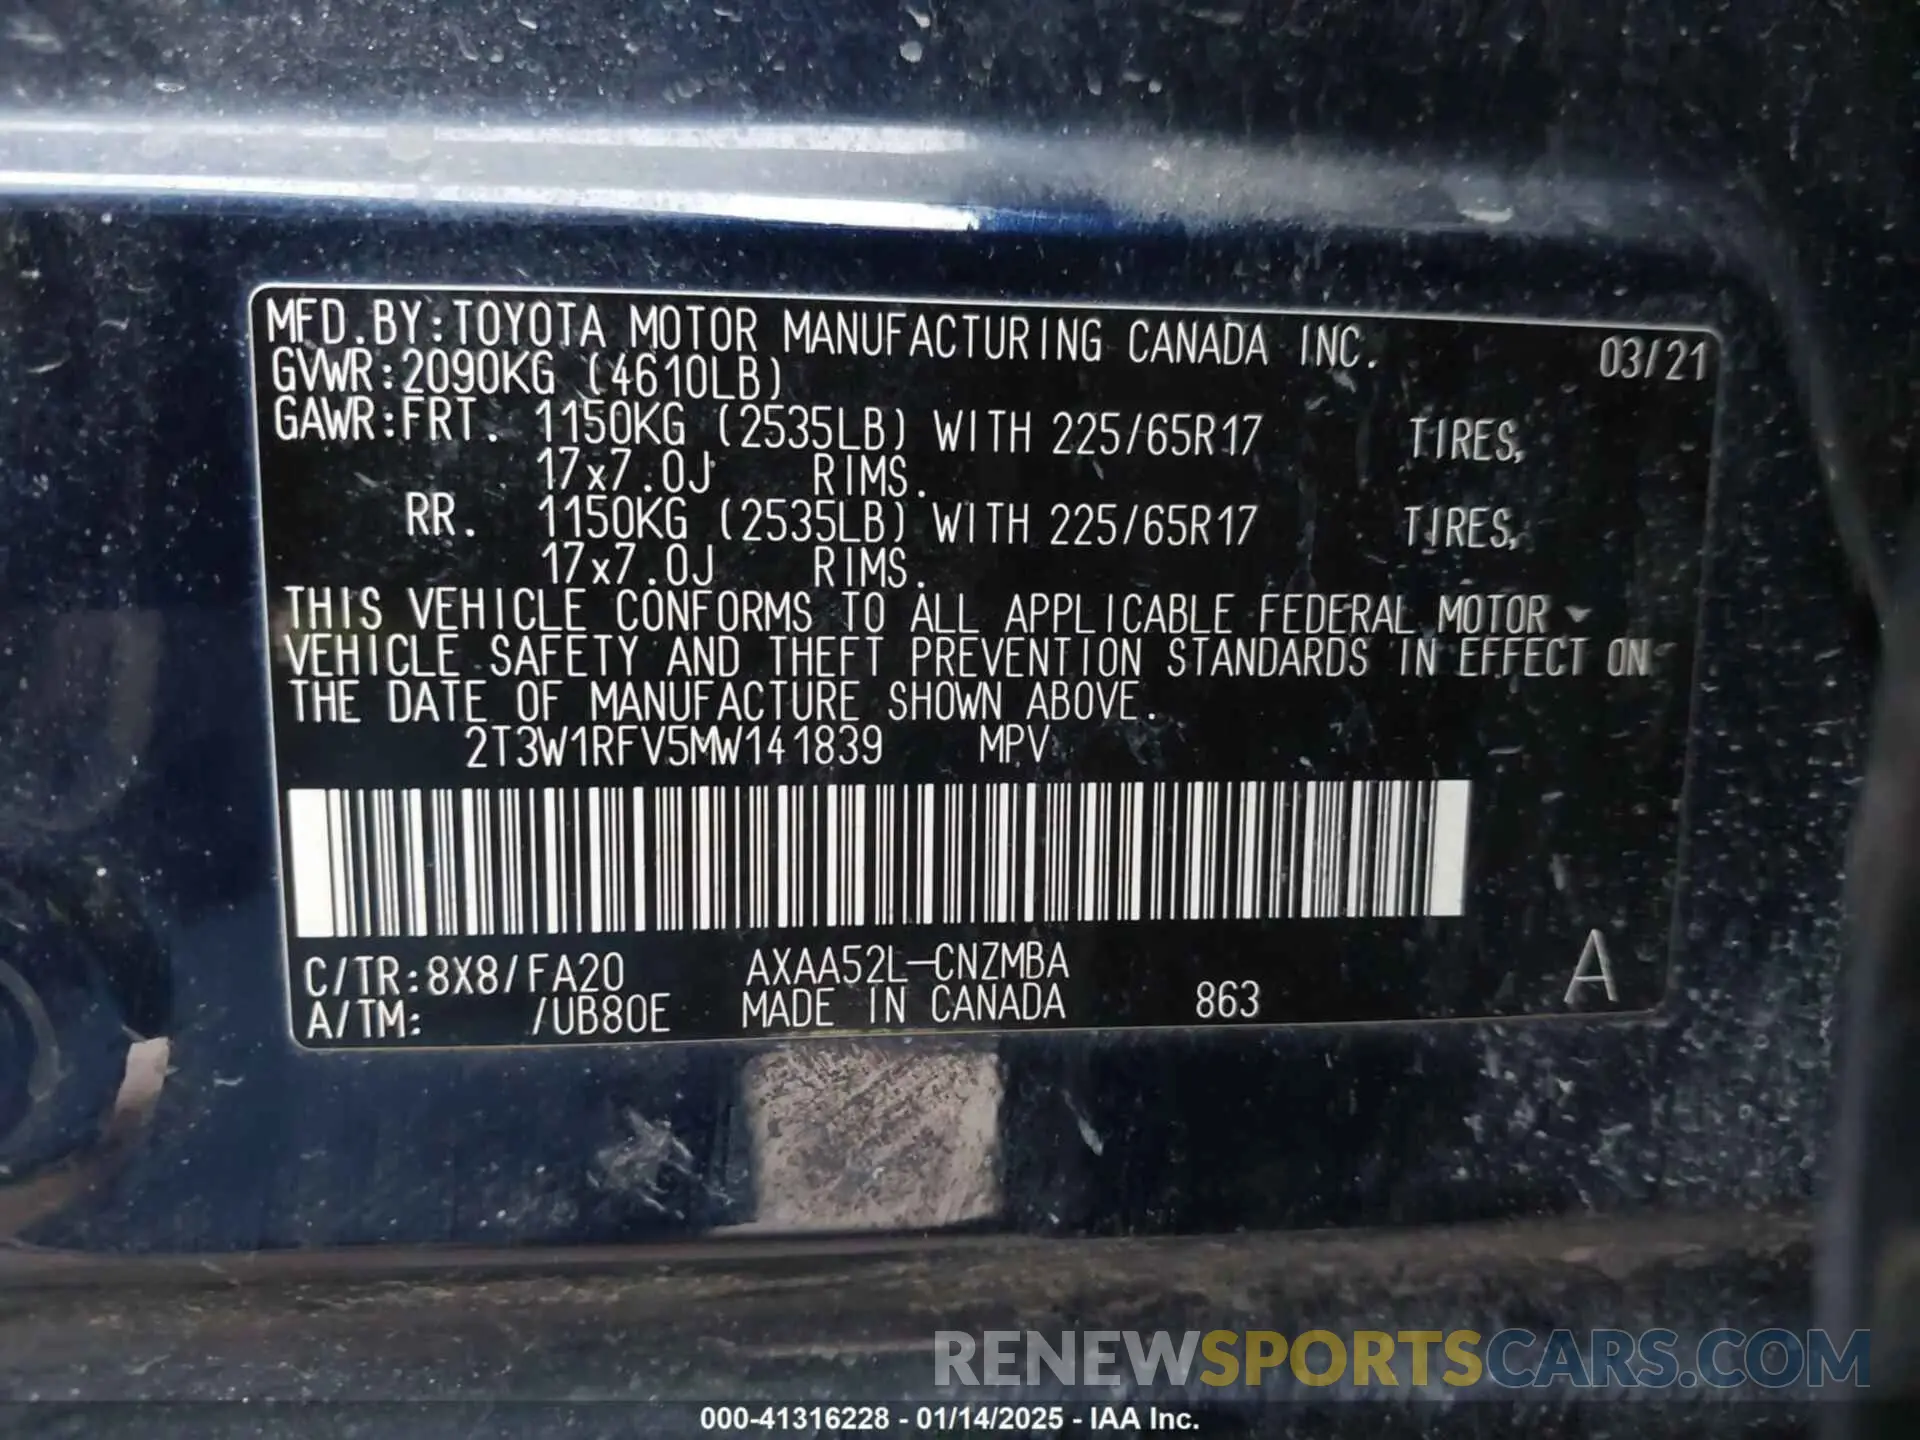 MFD.BY:TOYOTA MOTOR MANUFACTURING CANADA INC. 03/21
GVWR:2090KG (4610LB)
GAWR:FRT. 1150KG (2535LB) WITH 225/65R17 TIRES,
17x7.0J RIMS.
RR. 1150KG (2535LB) WITH 225/65R17 TIRES,
17x7.0J RIMS.
THIS VEHICLE CONFORMS TO ALL APPLICABLE FEDERAL MOTOR
VEHICLE SAFETY AND THEFT PREVENTION STANDARDS IN EFFECT ON
THE DATE OF MANUFACTURE SHOWN ABOVE.
2T3W1RFV5MW141839 MPV
C/TR:8X8/FA20 AXAA52L-CNZMBA
A/TM: /UB80E MADE IN CANADA 863 A
RENEWSPORTSCARS.COM
000-41316228 - 01/14/2025 - IAA Inc.